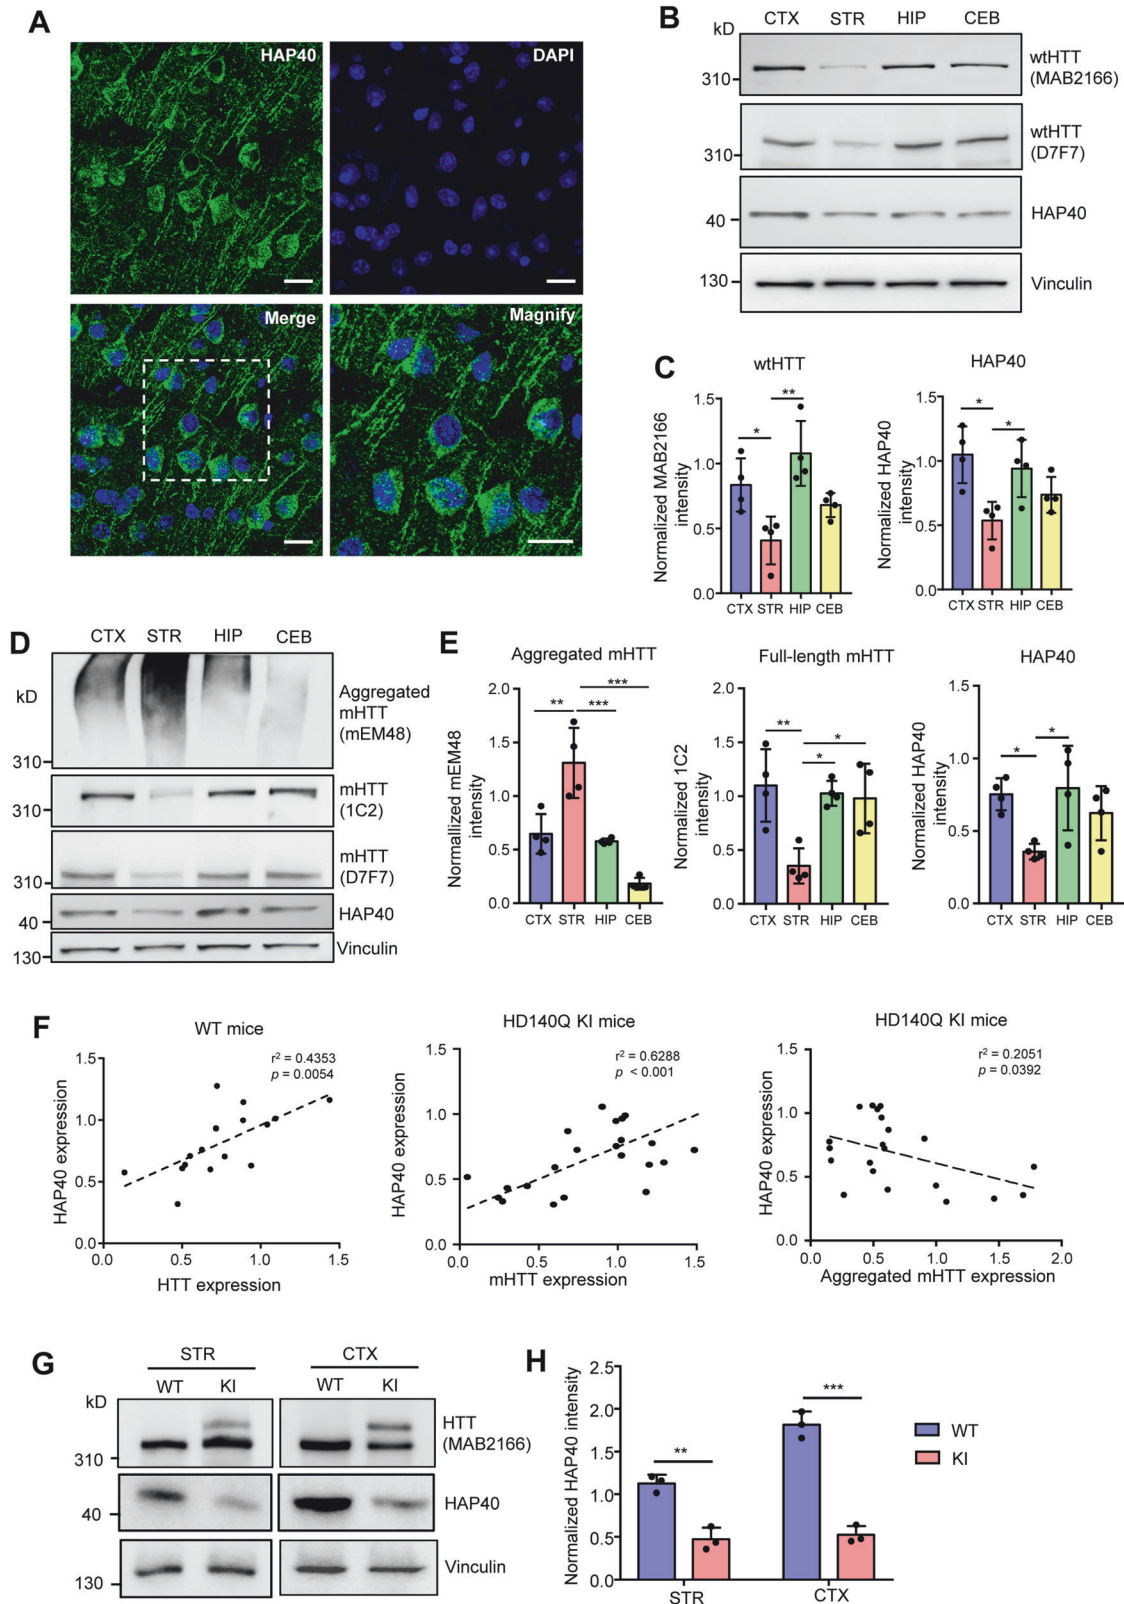 A
HAP40
DAPI
Merge
Magnify
B
kD
CTX STR HIP CEB
310
wtHTT
(MAB2166)
310
wtHTT
(D7F7)
40
HAP40
130
Vinculin
C
wtHTT
Normalized MAB2166
intensity
1.5
1.0
0.5
0.0
*
**
CTX STR HIP CEB
HAP40
Normalized HAP40
intensity
1.5
1.0
0.5
0.0
*
*
CTX STR HIP CEB
D
CTX STR HIP CEB
kD
310
Aggregated
mHTT
(mEM48)
310
mHTT
(1C2)
310
mHTT
(D7F7)
40
HAP40
130
Vinculin
E
Aggregated mHTT
Normallized mEM48
intensity
2.0
1.5
1.0
0.5
0.0
***
** ***
CTX STR HIP CEB
Full-length mHTT
Normalized 1C2
intensity
2.0
1.5
1.0
0.5
0.0
** *
*
CTX STR HIP CEB
HAP40
Normalized HAP40
intensity
1.5
1.0
0.5
0.0
* *
CTX STR HIP CEB
F
WT mice
r² = 0.4353
p = 0.0054
HAP40 expression
1.5
1.0
0.5
0.0
0.0 0.5 1.0 1.5
HTT expression
HD140Q KI mice
r² = 0.6288
p < 0.001
HAP40 expression
1.5
1.0
0.5
0.0
0.0 0.5 1.0 1.5
mHTT expression
HD140Q KI mice
r² = 0.2051
p = 0.0392
HAP40 expression
1.5
1.0
0.5
0.0
0.0 0.5 1.0 1.5 2.0
Aggregated mHTT expression
G
STR CTX
WT KI WT KI
kD
310
HTT
(MAB2166)
40
HAP40
130
Vinculin
H
Normalized HAP40 intensity
2.5
2.0
1.5
1.0
0.5
0.0
**
***
STR CTX
WT
KI